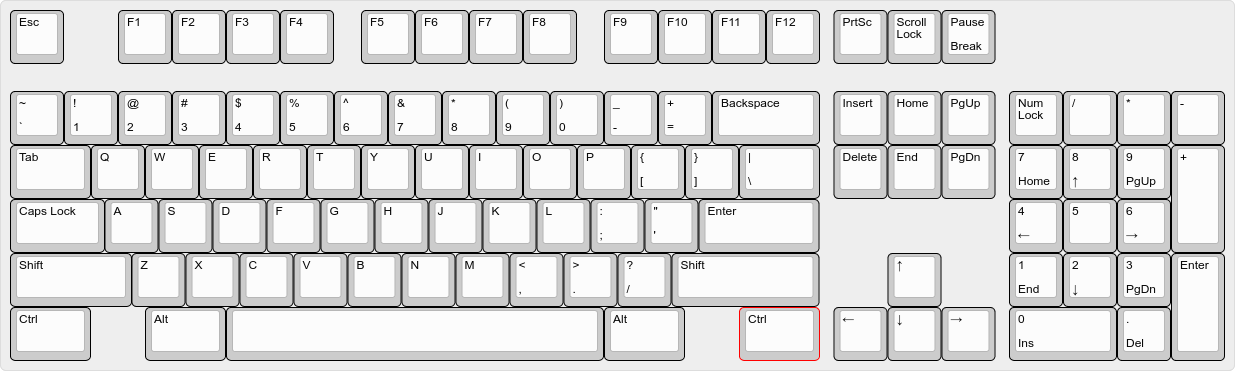 Esc F1 F2 F3 F4 F5 F6 F7 F8 F9 F10 F11 F12 PrtSc Scroll Pause
Lock
Break
~ ! @ # $ % ^ & * ( ) _ + Backspace Insert Home PgUp Num / * -
Lock
` 1 2 3 4 5 6 7 8 9 0 - =
Tab Q W E R T Y U I O P { } | Delete End PgDn 7 8 9 +
[ ] \ Home ↑ PgUp
Caps Lock A S D F G H J K L : " Enter 4 5 6
; ' ← →
Shift Z X C V B N M < > ? Shift ↑ 1 2 3 Enter
, . / End ↓ PgDn
Ctrl Alt Alt Ctrl ← ↓ → 0 .
Ins Del